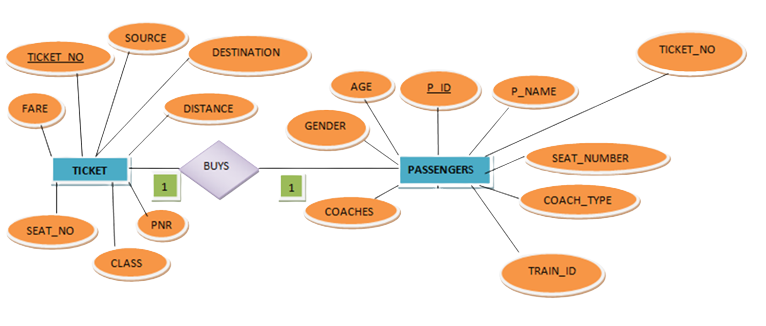 SOURCE
TICKET_NO
DESTINATION
TICKET_NO
AGE
P_ID
P_NAME
FARE
DISTANCE
GENDER
TICKET
BUYS
PASSENGERS
SEAT_NUMBER
1
1
COACH_TYPE
COACHES
SEAT_NO
PNR
CLASS
TRAIN_ID